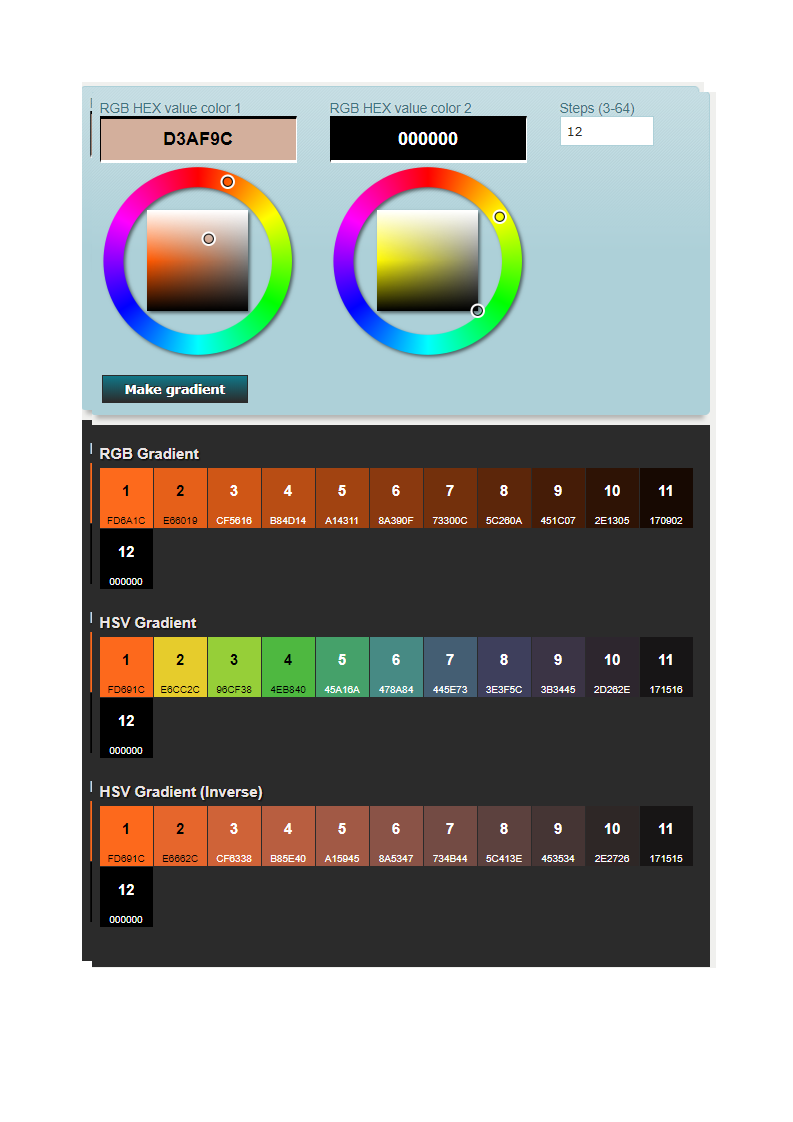 RGB HEX value color 1 RGB HEX value color 2 Steps (3-64)
D3AF9C 000000 12
Make gradient
RGB Gradient
1 2 3 4 5 6 7 8 9 10 11
FD6A1C E66019 CF5616 B84D14 A14311 8A390F 73300C 5C260A 451C07 2E1305 170902
12
000000
HSV Gradient
1 2 3 4 5 6 7 8 9 10 11
FD691C E6CC2C 96CF38 4EB840 45A16A 478A84 445E73 3E3F5C 3B3445 2D262E 171516
12
000000
HSV Gradient (Inverse)
1 2 3 4 5 6 7 8 9 10 11
FD691C E6662C CF6338 B85E40 A15945 8A5347 734B44 5C413E 453534 2E2726 171515
12
000000